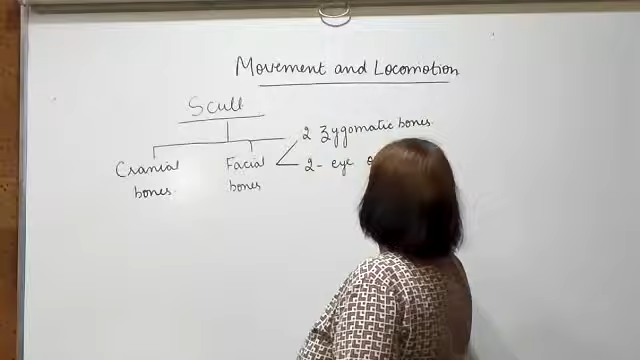 Movement and Locomotion
Scull
2 Zygomatic bones.
Cranial bones.
Facial bones
2- eye